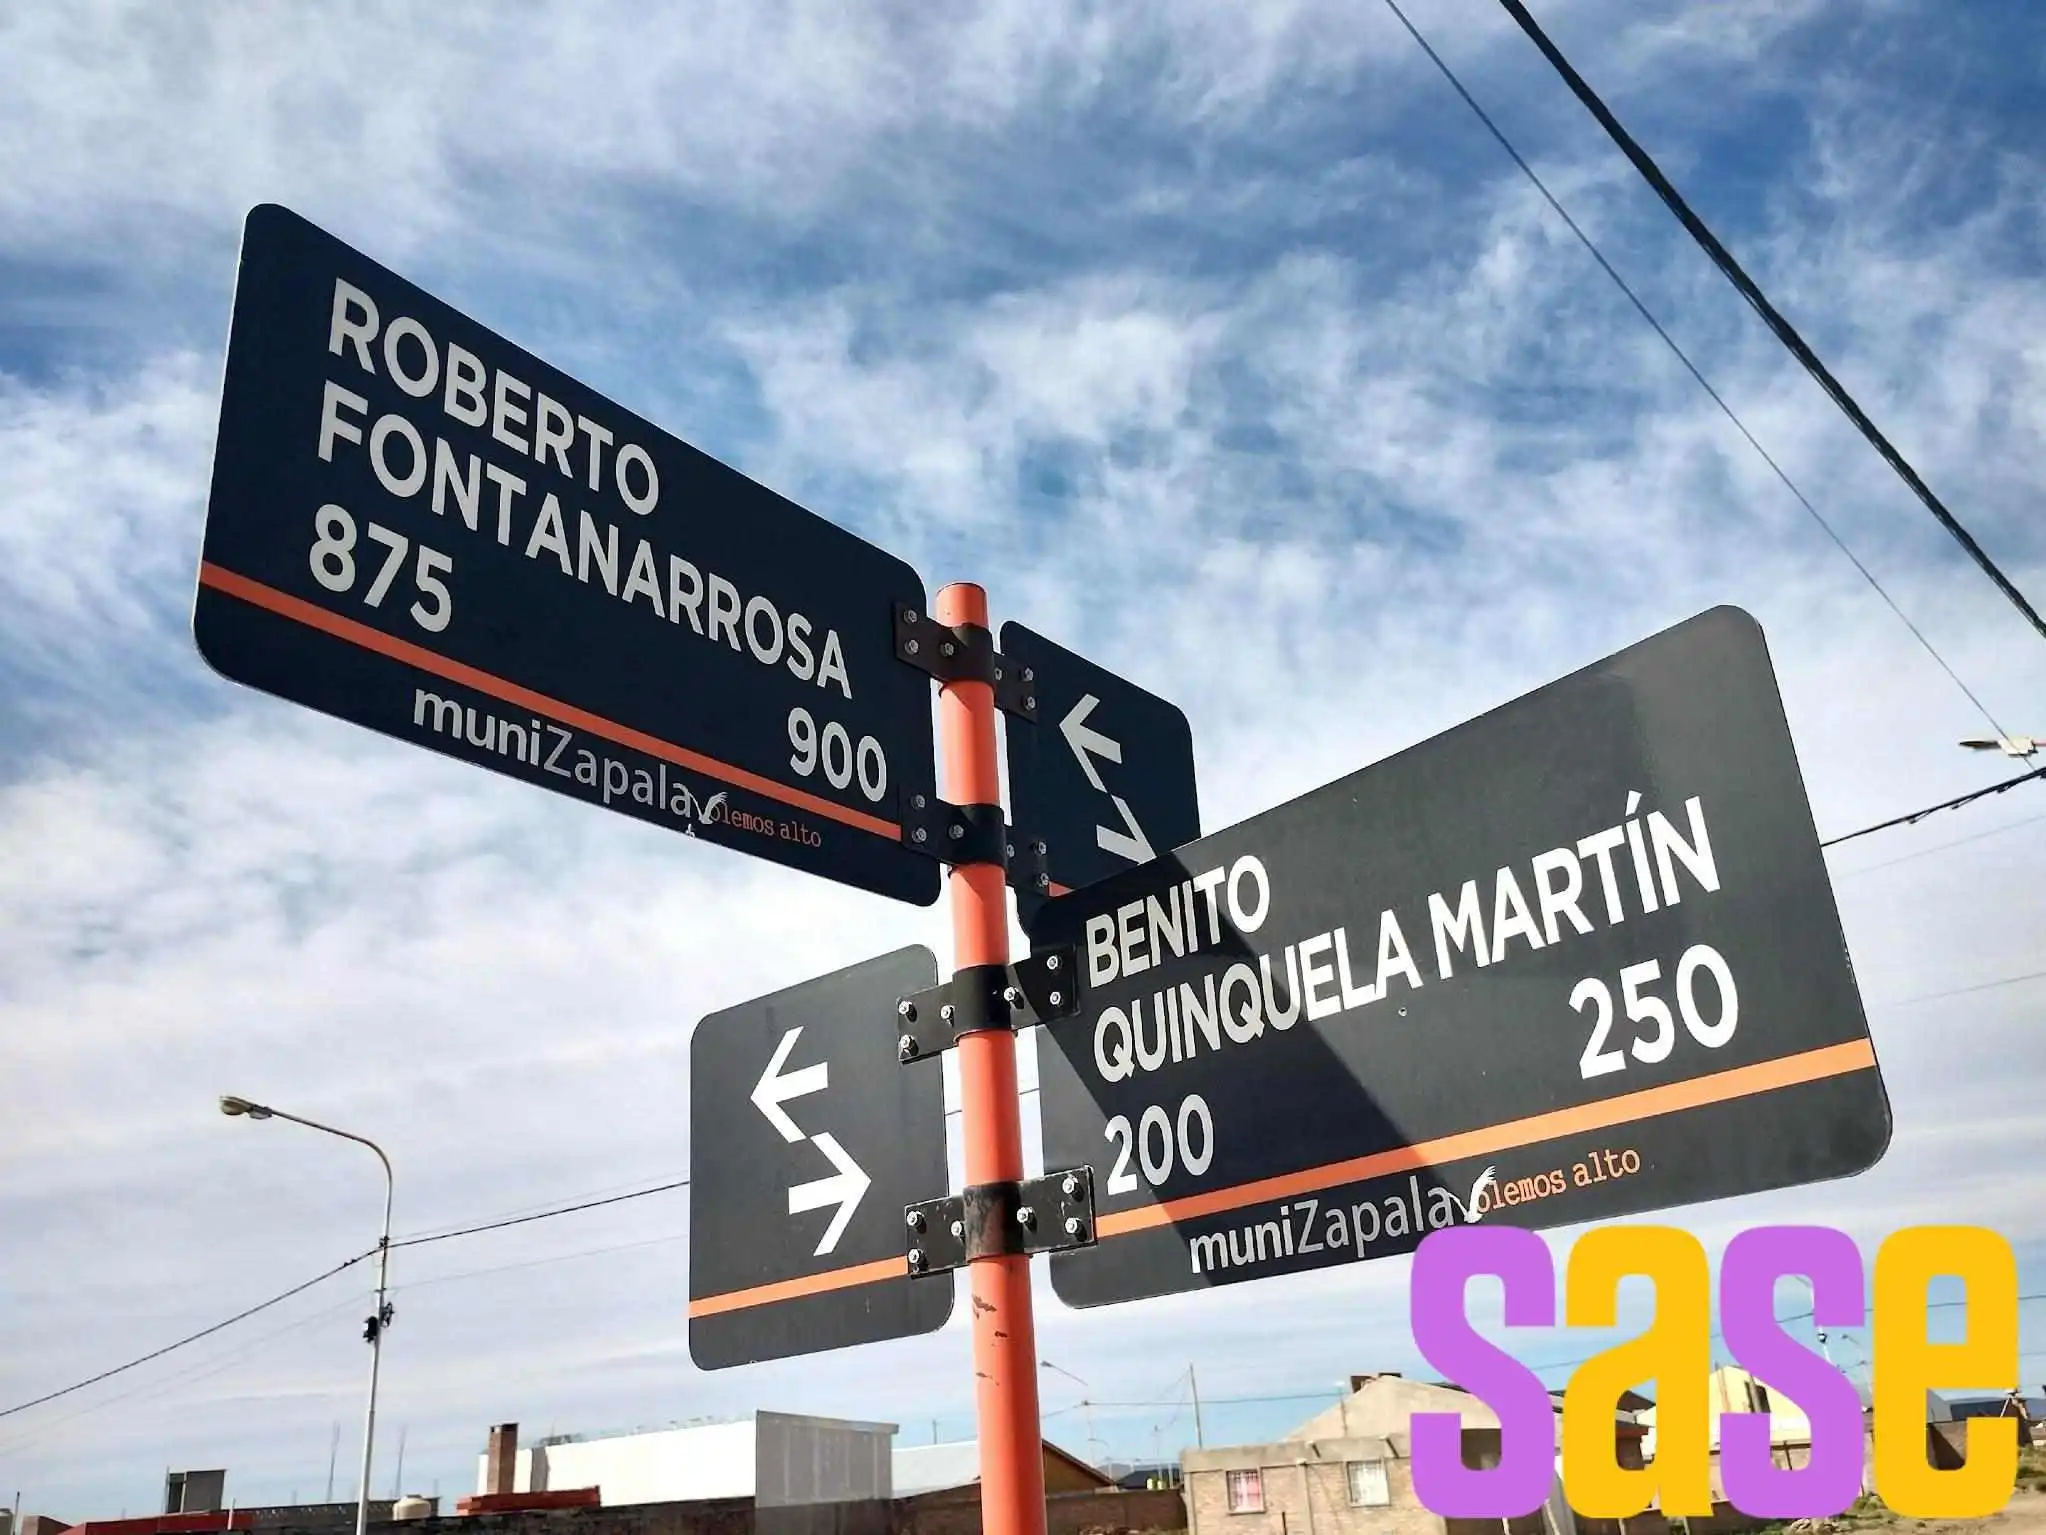 ROBERTO
FONTANARROSA
875
900
muniZapala volemos alto
BENITO
QUINQUELA MARTÍN
250
200
muniZapala volemos alto
sase